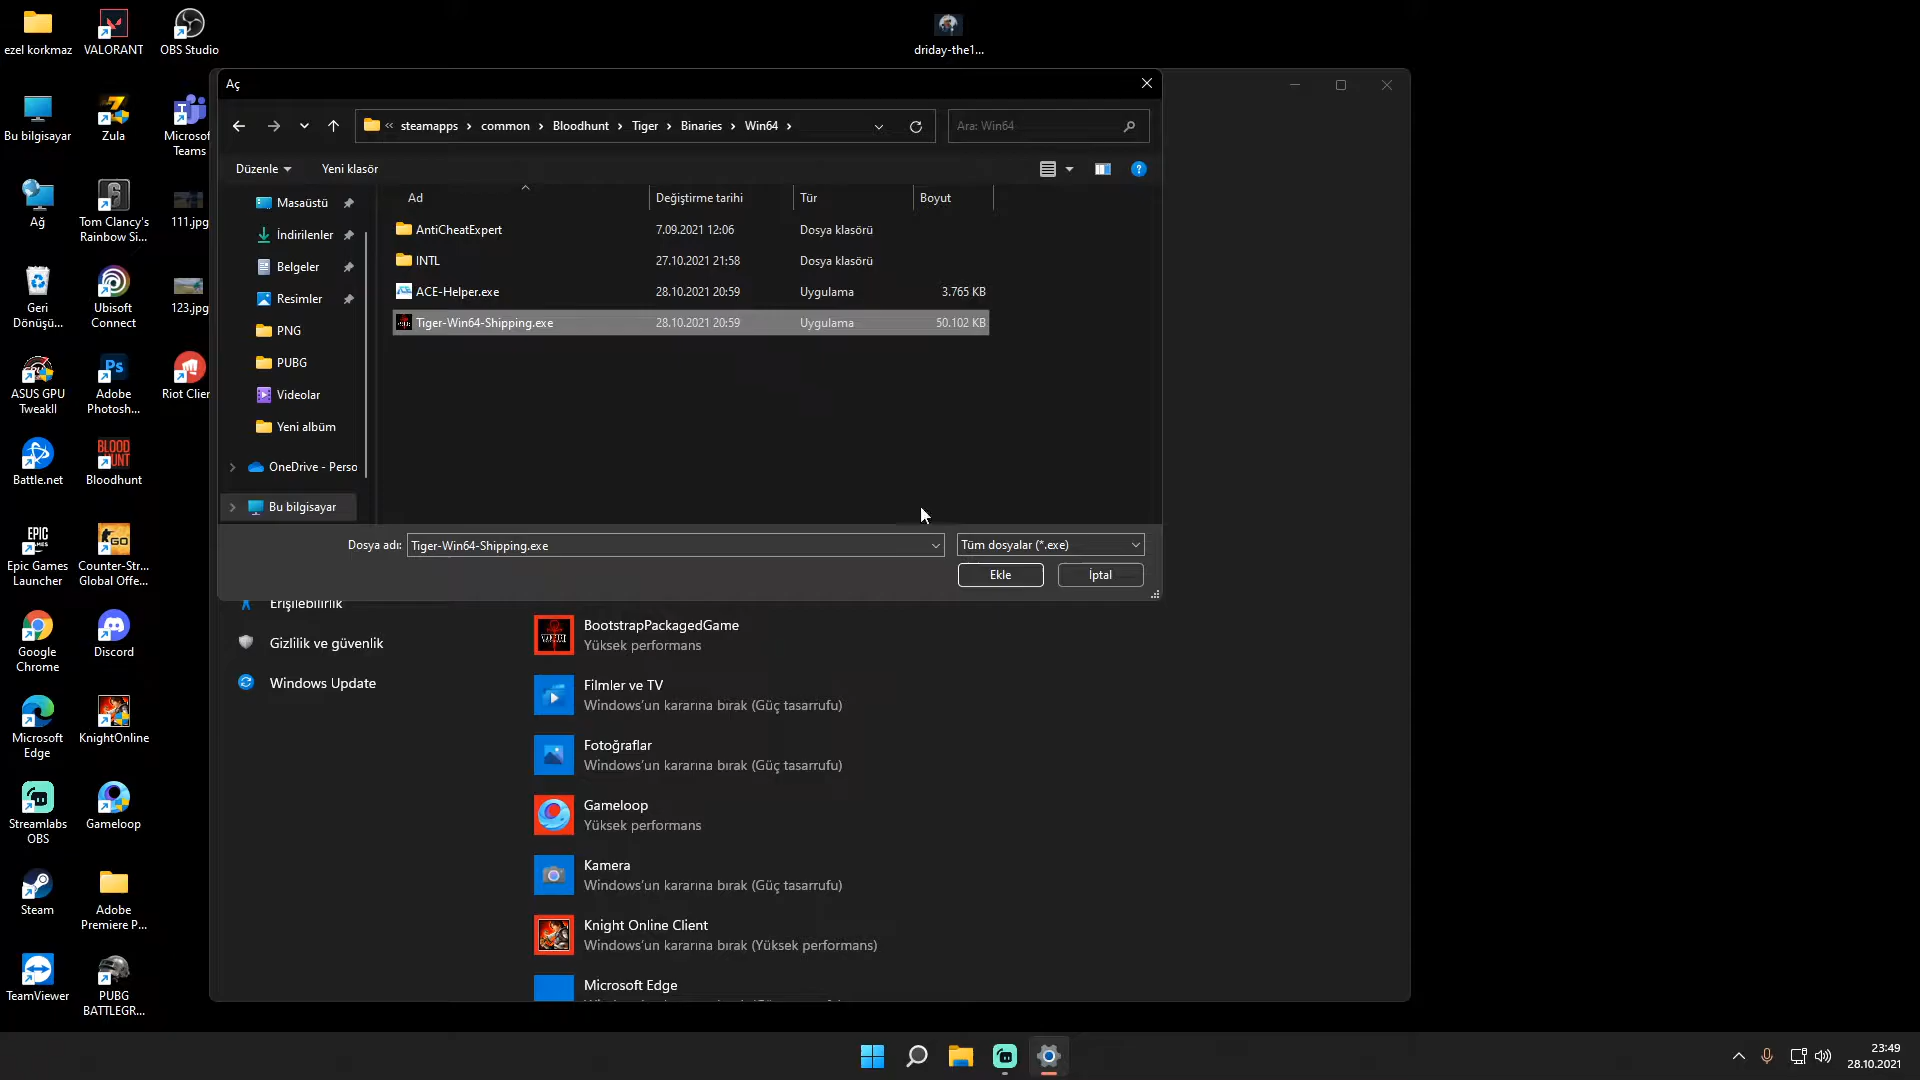 ezel korkmaz
VALORANT
OBS Studio
driday-the1...
Bu bilgisayar
Zula
Microsof
Teams
Ağ
Tom Clancy's
Rainbow Si...
111.jpg
Geri
Dönüşü...
Ubisoft
Connect
123.jpg
ASUS GPU
TweakII
Adobe
Photosh...
Riot Clier
Battle.net
Bloodhunt
Epic Games
Launcher
Counter-Str...
Global Offe...
Google
Chrome
Discord
Microsoft
Edge
KnightOnline
Streamlabs
OBS
Gameloop
Steam
Adobe
Premiere P...
TeamViewer
PUBG
BATTLEGR...
Aç
steamapps
common
Bloodhunt
Tiger
Binaries
Win64
Ara: Win64
Düzenle
Yeni klasör
Masaüstü
İndirilenler
Belgeler
Resimler
PNG
PUBG
Videolar
Yeni albüm
OneDrive - Perso
Bu bilgisayar
Ad Değiştirme tarihi Tür Boyut
AntiCheatExpert 7.09.2021 12:06 Dosya klasörü
INTL 27.10.2021 21:58 Dosya klasörü
ACE-Helper.exe 28.10.2021 20:59 Uygulama 3.765 KB
Tiger-Win64-Shipping.exe 28.10.2021 20:59 Uygulama 50.102 KB
Dosya adı: Tiger-Win64-Shipping.exe
Tüm dosyalar (*.exe)
Ekle
İptal
Erişilebilirlik
Gizlilik ve güvenlik
Windows Update
BootstrapPackagedGame
Yüksek performans
Filmler ve TV
Windows'un kararına bırak (Güç tasarrufu)
Fotoğraflar
Windows'un kararına bırak (Güç tasarrufu)
Gameloop
Yüksek performans
Kamera
Windows'un kararına bırak (Güç tasarrufu)
Knight Online Client
Windows'un kararına bırak (Yüksek performans)
Microsoft Edge
23:49
28.10.2021